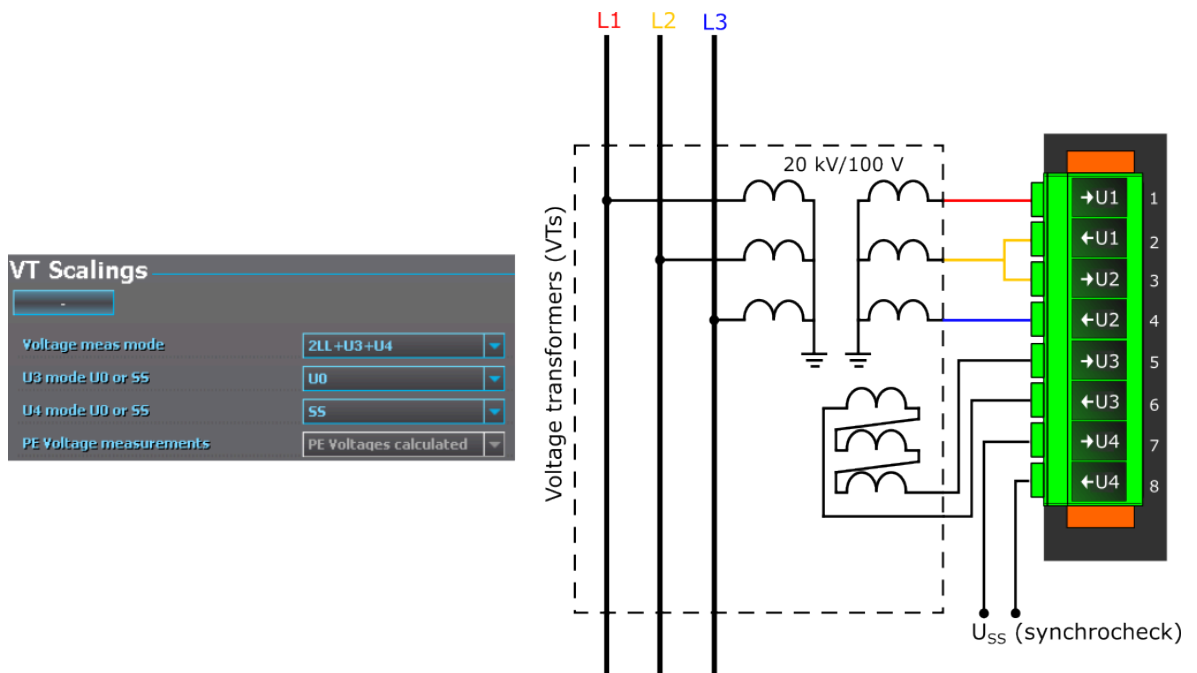 VT Scalings
-
Voltage meas mode 2LL+U3+U4
U3 mode U0 or SS U0
U4 mode U0 or SS SS
PE Voltage measurements PE Voltages calculated
L1 L2 L3
Voltage transformers (VTs)
20 kV/100 V
→U1 1
←U1 2
→U2 3
←U2 4
→U3 5
←U3 6
→U4 7
←U4 8
USS (synchrocheck)